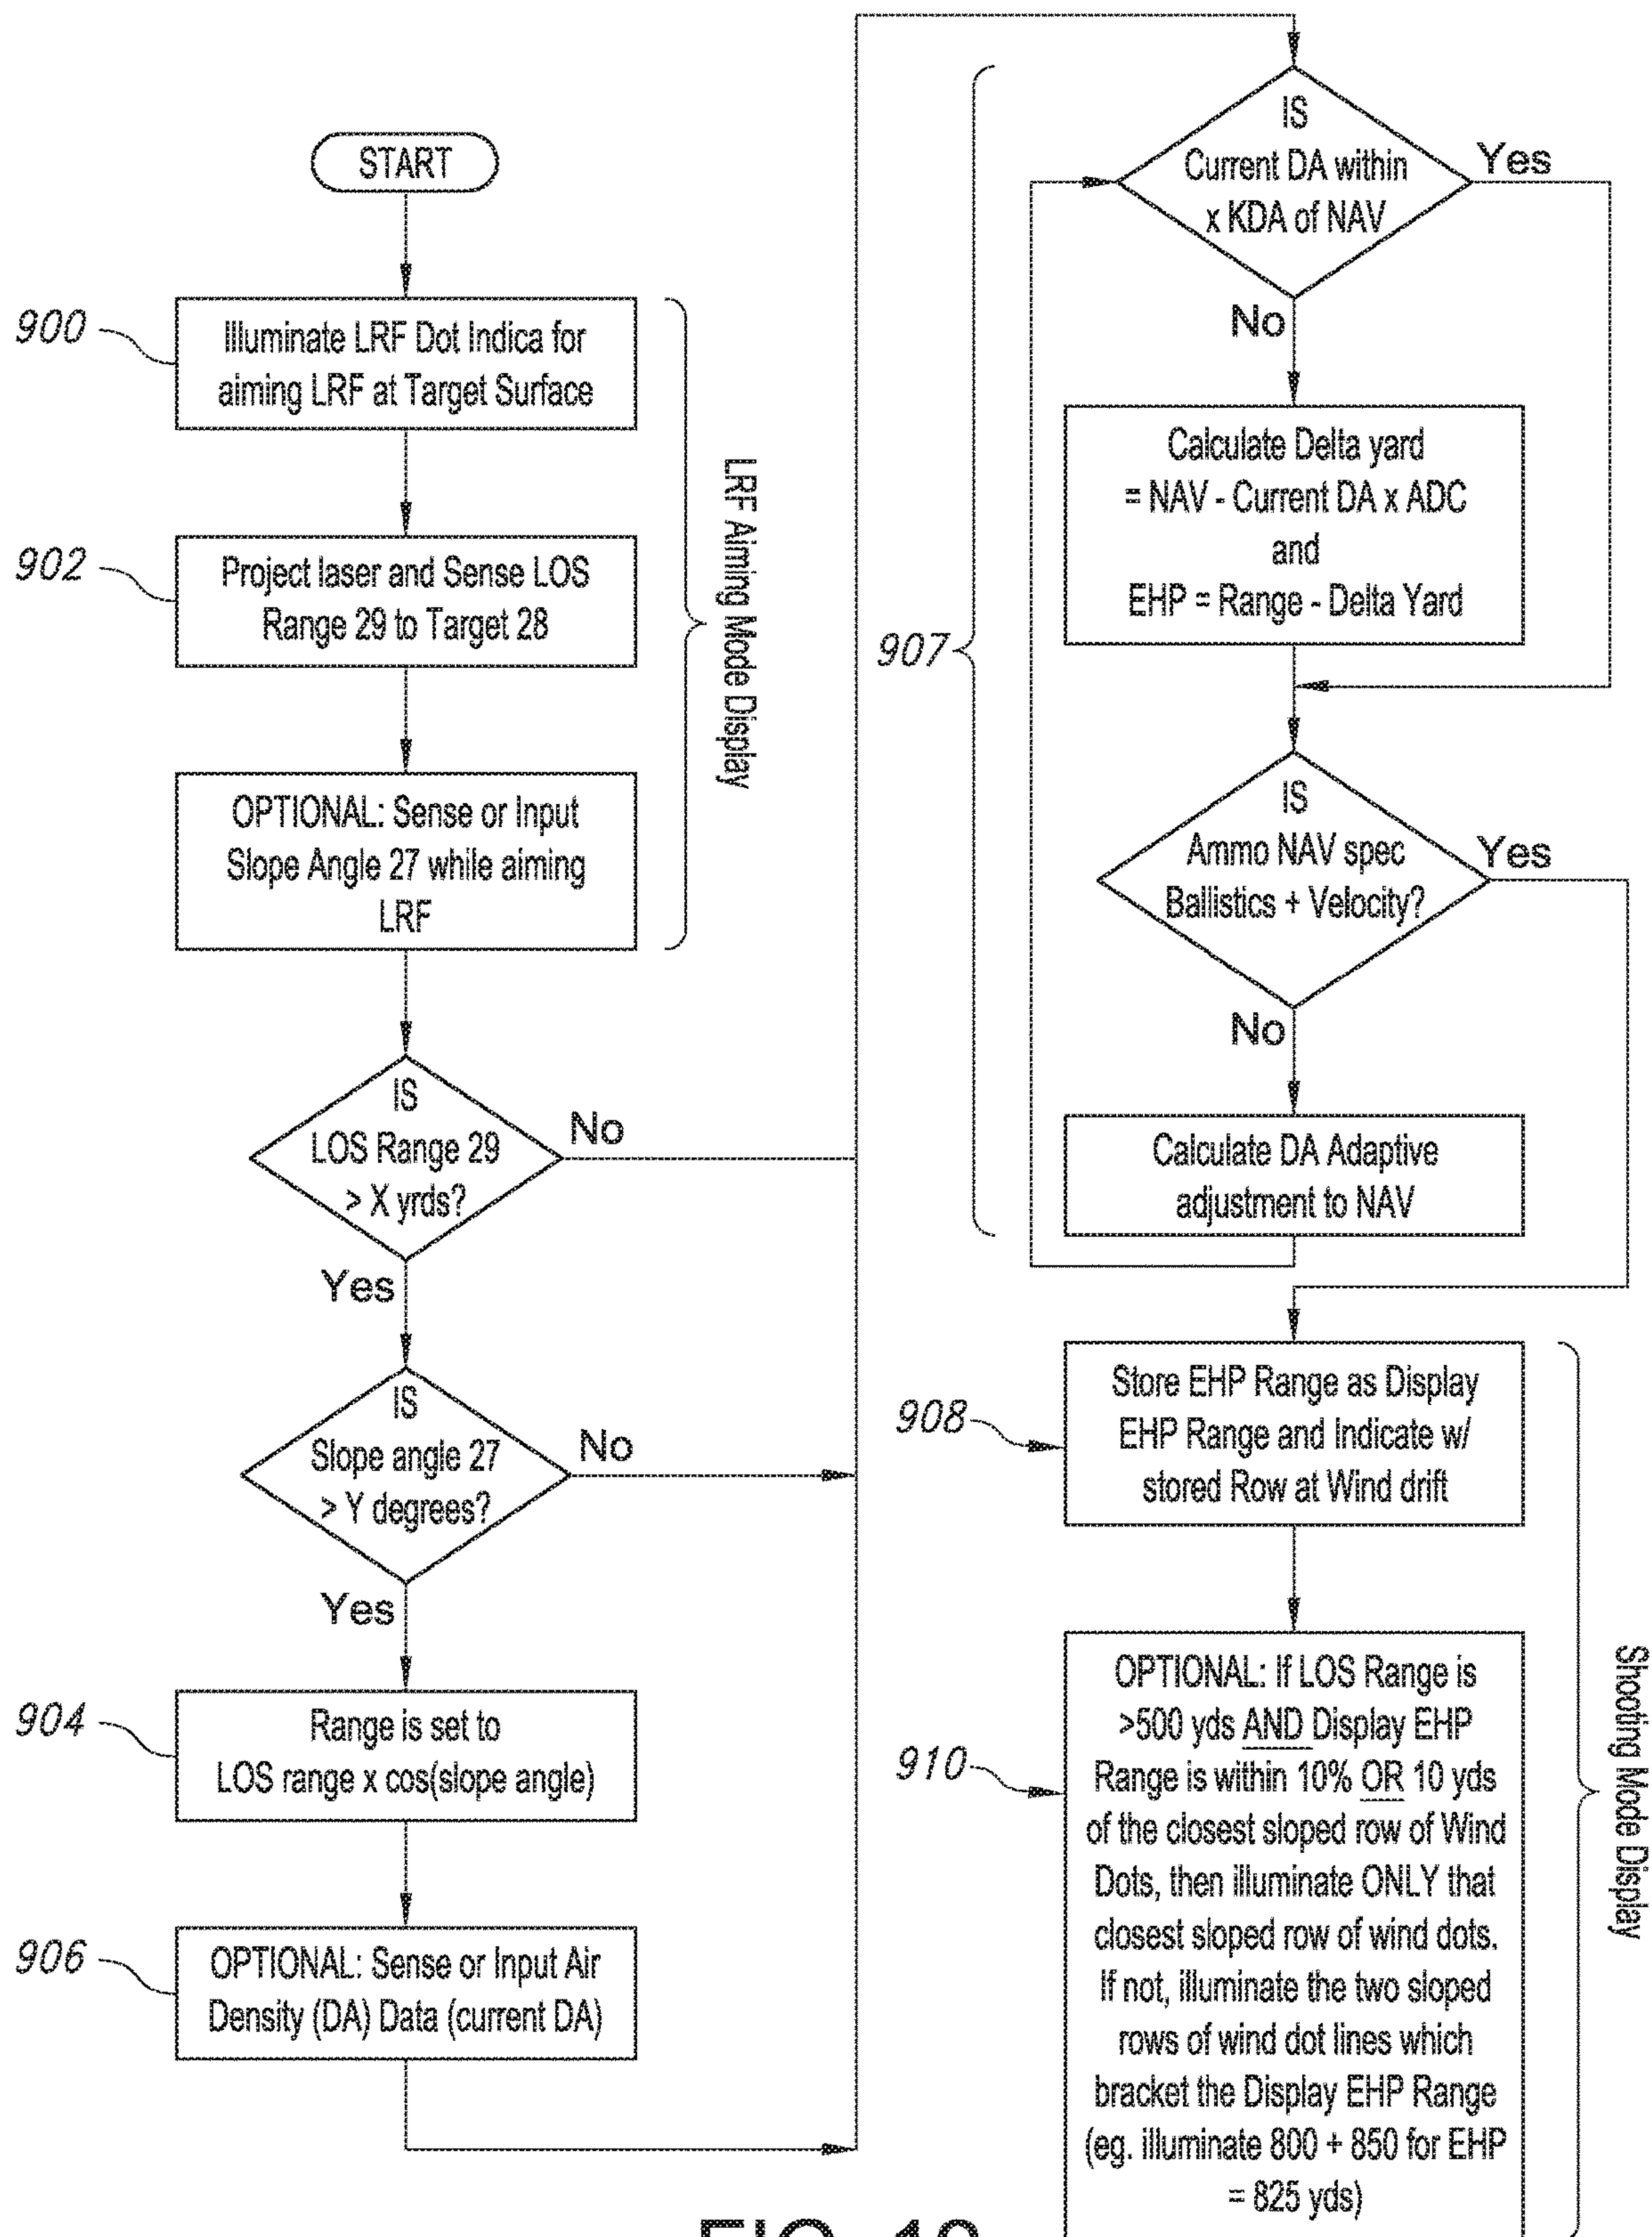 START
900
Illuminate LRF Dot Indica for
aiming LRF at Target Surface
902
Project laser and Sense LOS
Range 29 to Target 28
OPTIONAL: Sense or Input
Slope Angle 27 while aiming
LRF
LRF Aiming Mode Display
IS
LOS Range 29
> X yrds?
No
Yes
IS
Slope angle 27
> Y degrees?
No
Yes
904
Range is set to
LOS range x cos(slope angle)
906
OPTIONAL: Sense or Input Air
Density (DA) Data (current DA)
907
IS
Current DA within
x KDA of NAV
Yes
No
Calculate Delta yard
= NAV - Current DA x ADC
and
EHP = Range - Delta Yard
IS
Ammo NAV spec
Ballistics + Velocity?
Yes
No
Calculate DA Adaptive
adjustment to NAV
908
Store EHP Range as Display
EHP Range and Indicate w/
stored Row at Wind drift
910
OPTIONAL: If LOS Range is
>500 yds AND Display EHP
Range is within 10% OR 10 yds
of the closest sloped row of Wind
Dots, then illuminate ONLY that
closest sloped row of wind dots.
If not, illuminate the two sloped
rows of wind dot lines which
bracket the Display EHP Range
(eg. illuminate 800 + 850 for EHP
= 825 yds)
Shooting Mode Display